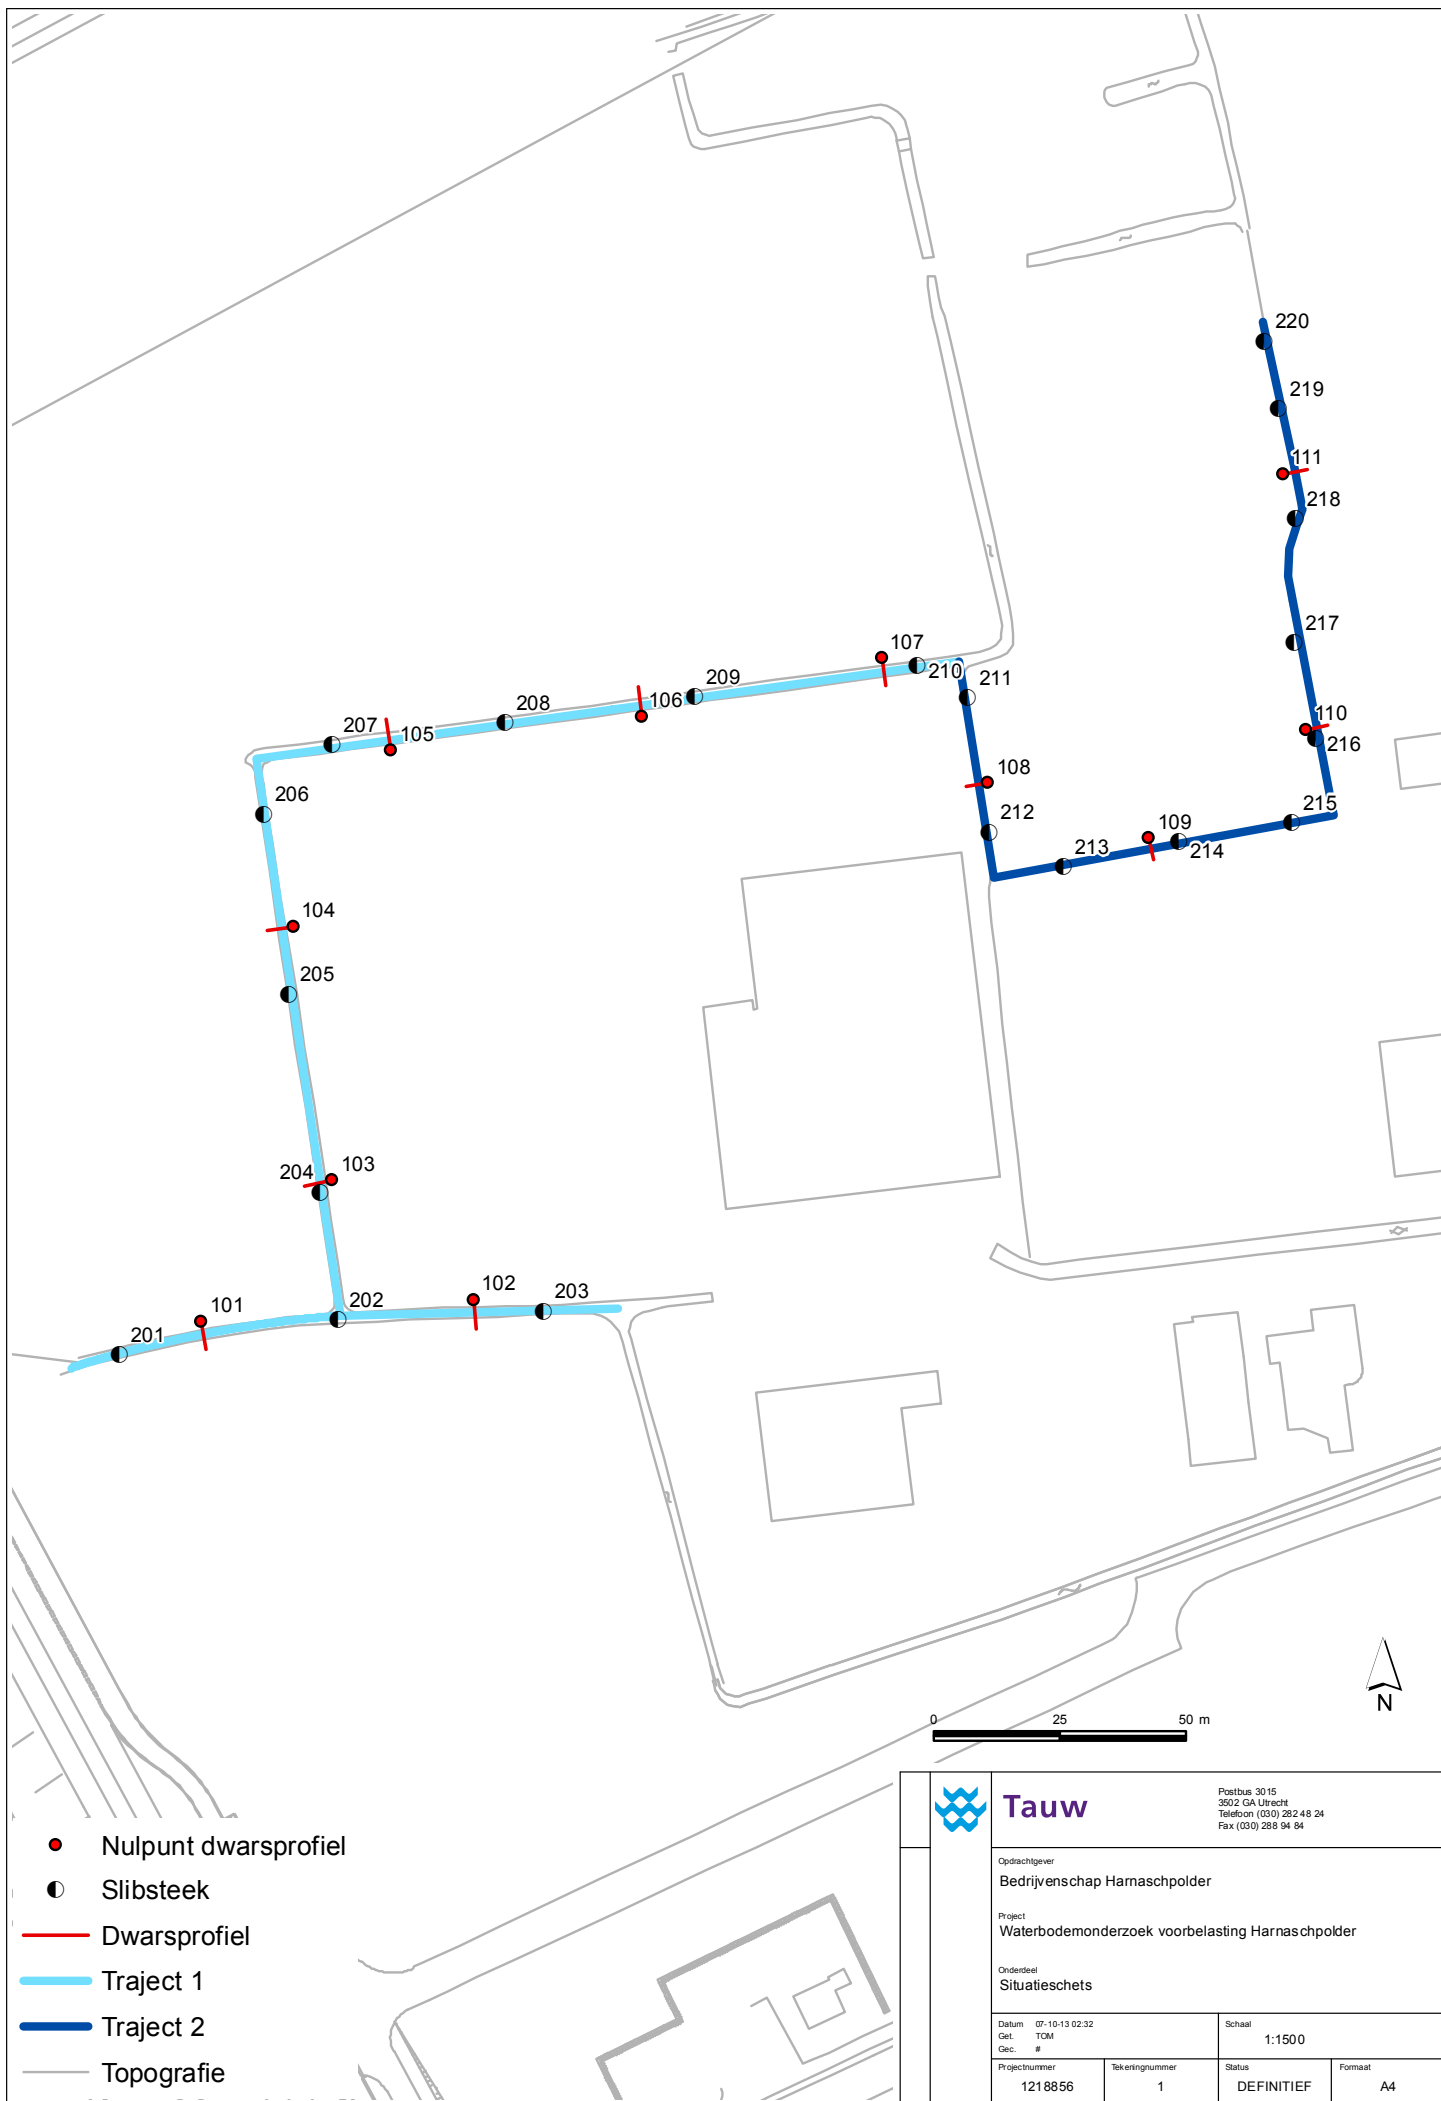 220
219
111
218
217
107
210
211
209
106
208
207
105
110
216
206
108
212
109
215
213
214
104
205
204
103
102
203
202
101
201
N
0 25 50 m
Nulpunt dwarsprofiel
Slibsteek
Dwarsprofiel
Traject 1
Traject 2
Topografie
Tauw
Postbus 3015
3502 GA Utrecht
Telefoon (030) 282 48 24
Fax (030) 288 94 84
Opdrachtgever
Bedrijvenschap Harnaschpolder
Project
Waterbodemonderzoek voorbelasting Harnaschpolder
Onderdeel
Situatieschets
Datum 07-10-13 02:32
Get. TOM
Gec. #
Schaal
1:1500
Projectnummer
1218856
Tekeningnummer
1
Status
DEFINITIEF
Formaat
A4